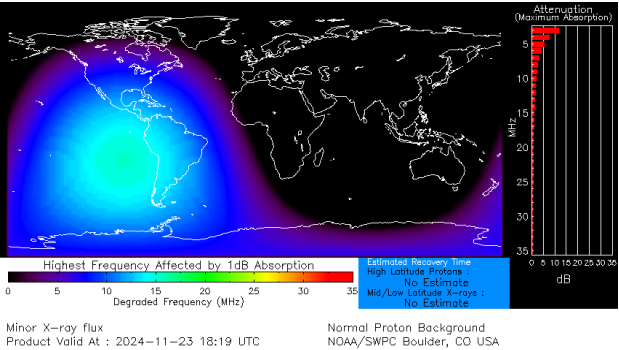 Attenuation
(Maximum Absorption)
5
10
15
20
25
30
35
MHz
0 5 10 15 20 25 30 35
dB
Highest Frequency Affected by 1dB Absorption
0 5 10 15 20 25 30 35
Degraded Frequency (MHz)
Estimated Recovery Time
High Latitude Protons :
No Estimate
Mid/Low Latitude X-rays :
No Estimate
Minor X-ray flux
Product Valid At : 2024-11-23 18:19 UTC
Normal Proton Background
NOAA/SWPC Boulder, CO USA